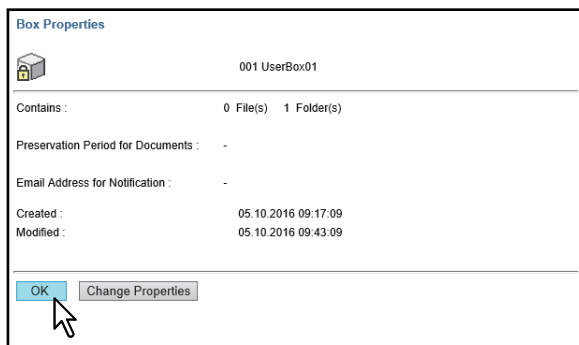 Box Properties
001 UserBox01
Contains : 0 File(s) 1 Folder(s)
Preservation Period for Documents : -
Email Address for Notification : -
Created : 05.10.2016 09:17:09
Modified : 05.10.2016 09:43:09
OK Change Properties